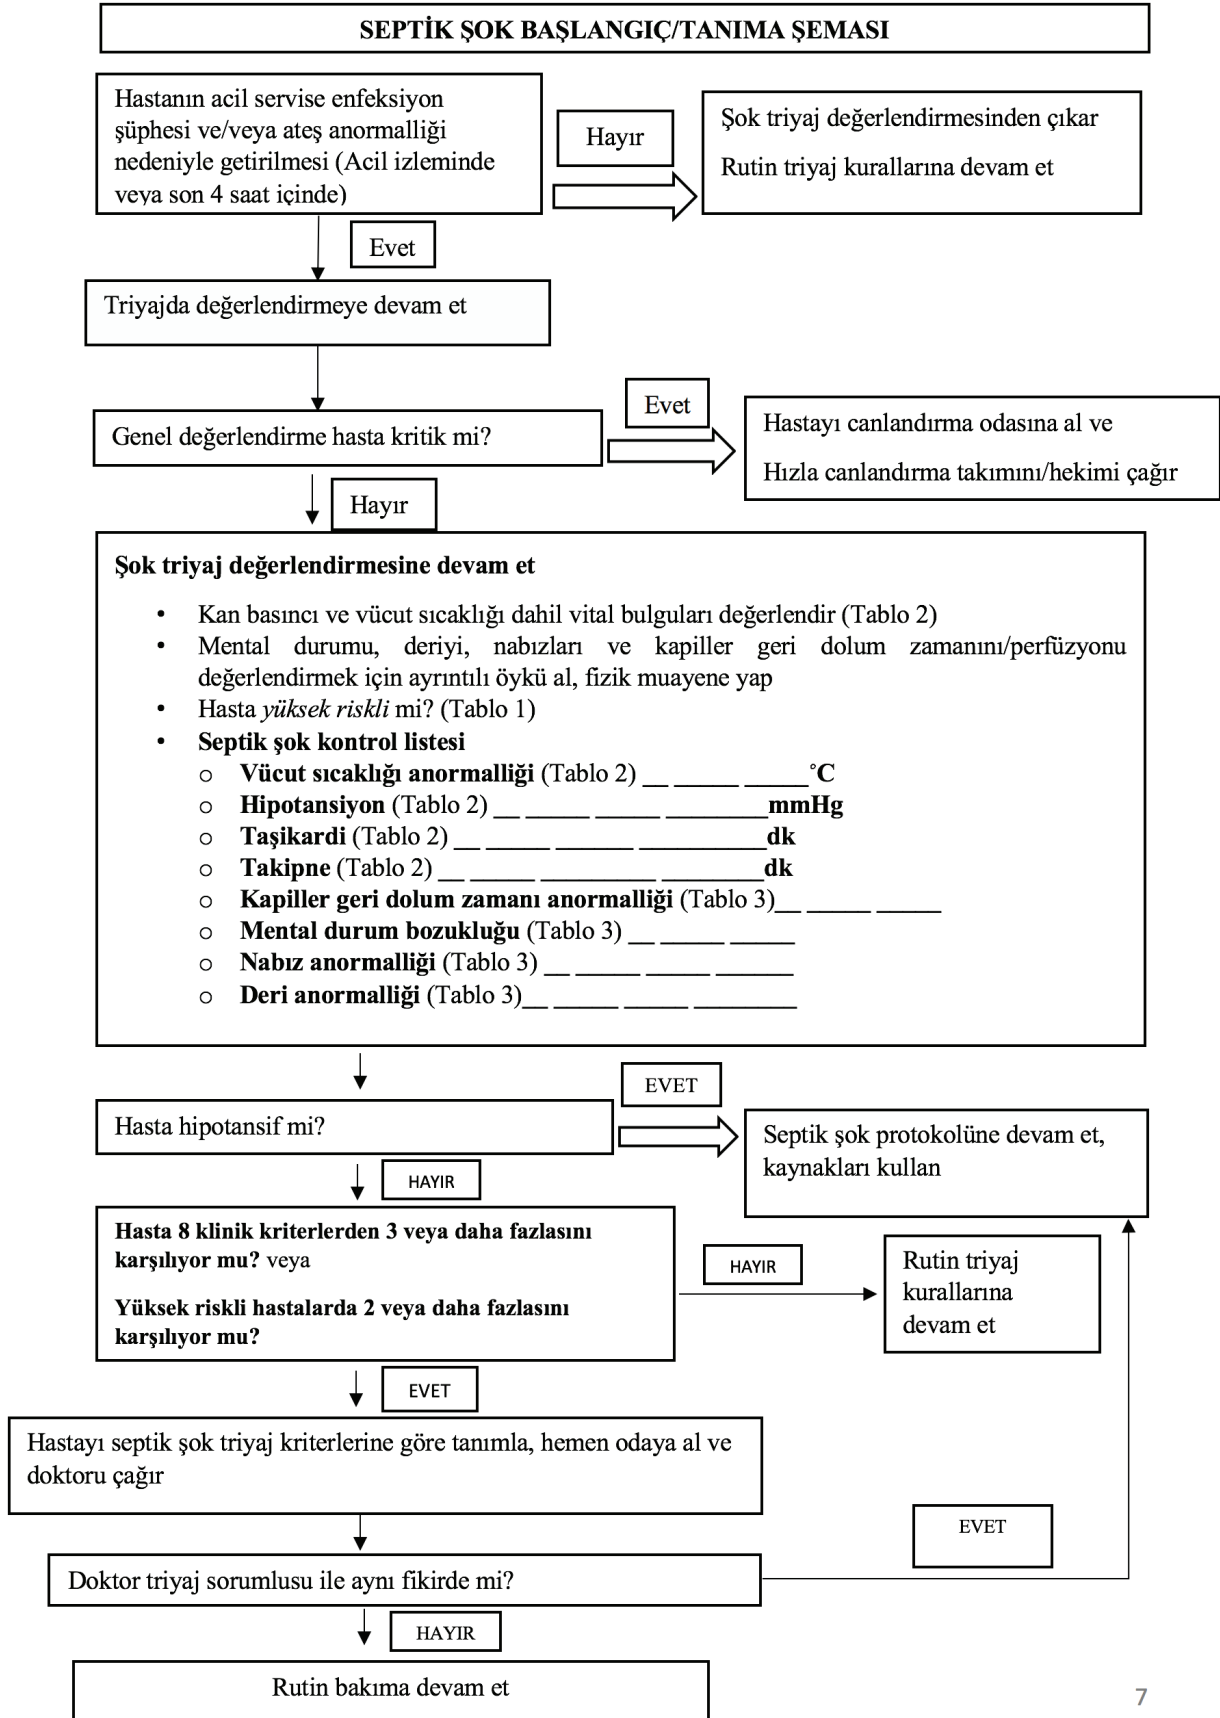 SEPTİK ŞOK BAŞLANGIÇ/TANIMA ŞEMASI
Hastanın acil servise enfeksiyon
şüphesi ve/veya ateş anormalliği
nedeniyle getirilmesi (Acil izleminde
veya son 4 saat içinde)
Hayır
Şok triyaj değerlendirmesinden çıkar
Rutin triyaj kurallarına devam et
Evet
Triyajda değerlendirmeye devam et
Genel değerlendirme hasta kritik mi?
Evet
Hastayı canlandırma odasına al ve
Hızla canlandırma takımını/hekimi çağır
Hayır
Şok triyaj değerlendirmesine devam et
• Kan basıncı ve vücut sıcaklığı dahil vital bulguları değerlendir (Tablo 2)
• Mental durumu, deriyi, nabızları ve kapiller geri dolum zamanını/perfüzyonu
değerlendirmek için ayrıntılı öykü al, fizik muayene yap
• Hasta yüksek riskli mi? (Tablo 1)
• Septik şok kontrol listesi
o Vücut sıcaklığı anormalliği (Tablo 2) __ _____ _____°C
o Hipotansiyon (Tablo 2) __ _____ _____ ________mmHg
o Taşikardi (Tablo 2) __ _____ ______ __________dk
o Takipne (Tablo 2) __ _____ _________ ________dk
o Kapiller geri dolum zamanı anormalliği (Tablo 3)__ _____ _____
o Mental durum bozukluğu (Tablo 3) __ _____ _____
o Nabız anormalliği (Tablo 3) __ _____ _____ ______
o Deri anormalliği (Tablo 3)__ _____ _____ ________
Hasta hipotansif mi?
EVET
Septik şok protokolüne devam et,
kaynakları kullan
HAYIR
Hasta 8 klinik kriterlerden 3 veya daha fazlasını
karşılıyor mu? veya
Yüksek riskli hastalarda 2 veya daha fazlasını
karşılıyor mu?
HAYIR
Rutin triyaj
kurallarına
devam et
EVET
Hastayı septik şok triyaj kriterlerine göre tanımla, hemen odaya al ve
doktoru çağır
EVET
Doktor triyaj sorumlusu ile aynı fikirde mi?
HAYIR
Rutin bakıma devam et
7